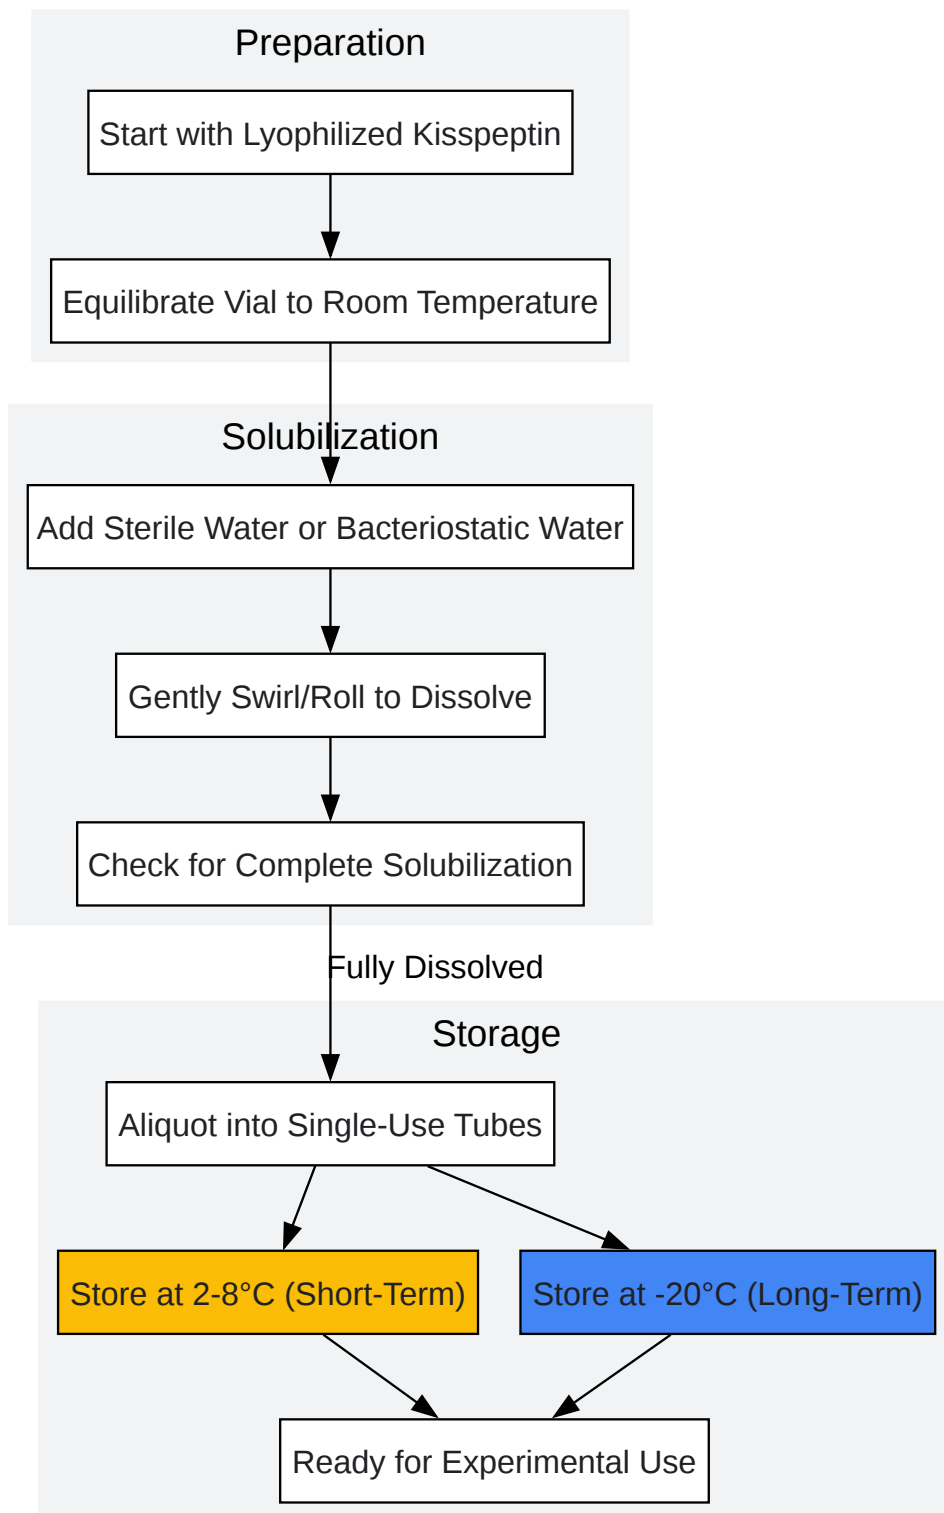 Preparation
Start with Lyophilized Kisspeptin
Equilibrate Vial to Room Temperature
Solubilization
Add Sterile Water or Bacteriostatic Water
Gently Swirl/Roll to Dissolve
Check for Complete Solubilization
Fully Dissolved
Storage
Aliquot into Single-Use Tubes
Store at 2-8°C (Short-Term)
Store at -20°C (Long-Term)
Ready for Experimental Use